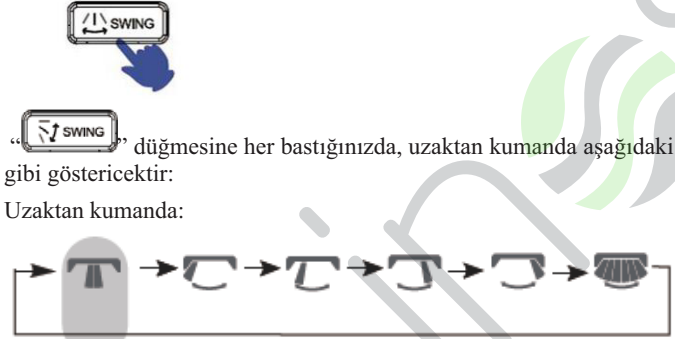 SWING
“ SWING ” düğmesine her bastığınızda, uzaktan kumanda aşağıdaki
gibi göstericektir:
Uzaktan kumanda: